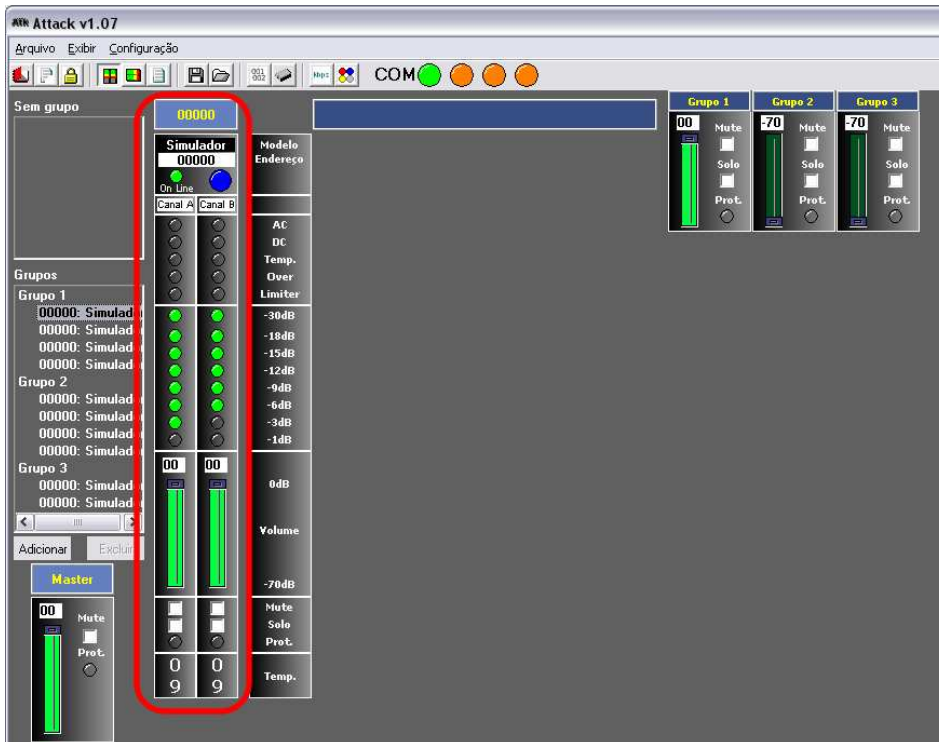 Attack v1.07
Arquivo Exibir Configuração
001
002
kbps
COM
Sem grupo
Grupos
Grupo 1
00000: Simulad
00000: Simulad
00000: Simulad
00000: Simulad
Grupo 2
00000: Simulad
00000: Simulad
00000: Simulad
00000: Simulad
Grupo 3
00000: Simulad
00000: Simulad
Adicionar Excluir
Master
00
Mute
Prot.
00000
Simulador
00000
On Line
Canal A Canal B
00 00
0 0
9 9
Modelo
Endereço
AC
DC
Temp.
Over
Limiter
-30dB
-18dB
-15dB
-12dB
-9dB
-6dB
-3dB
-1dB
0dB
Volume
-70dB
Mute
Solo
Prot.
Temp.
Grupo 1
00
Mute
Solo
Prot.
Grupo 2
-70
Mute
Solo
Prot.
Grupo 3
-70
Mute
Solo
Prot.